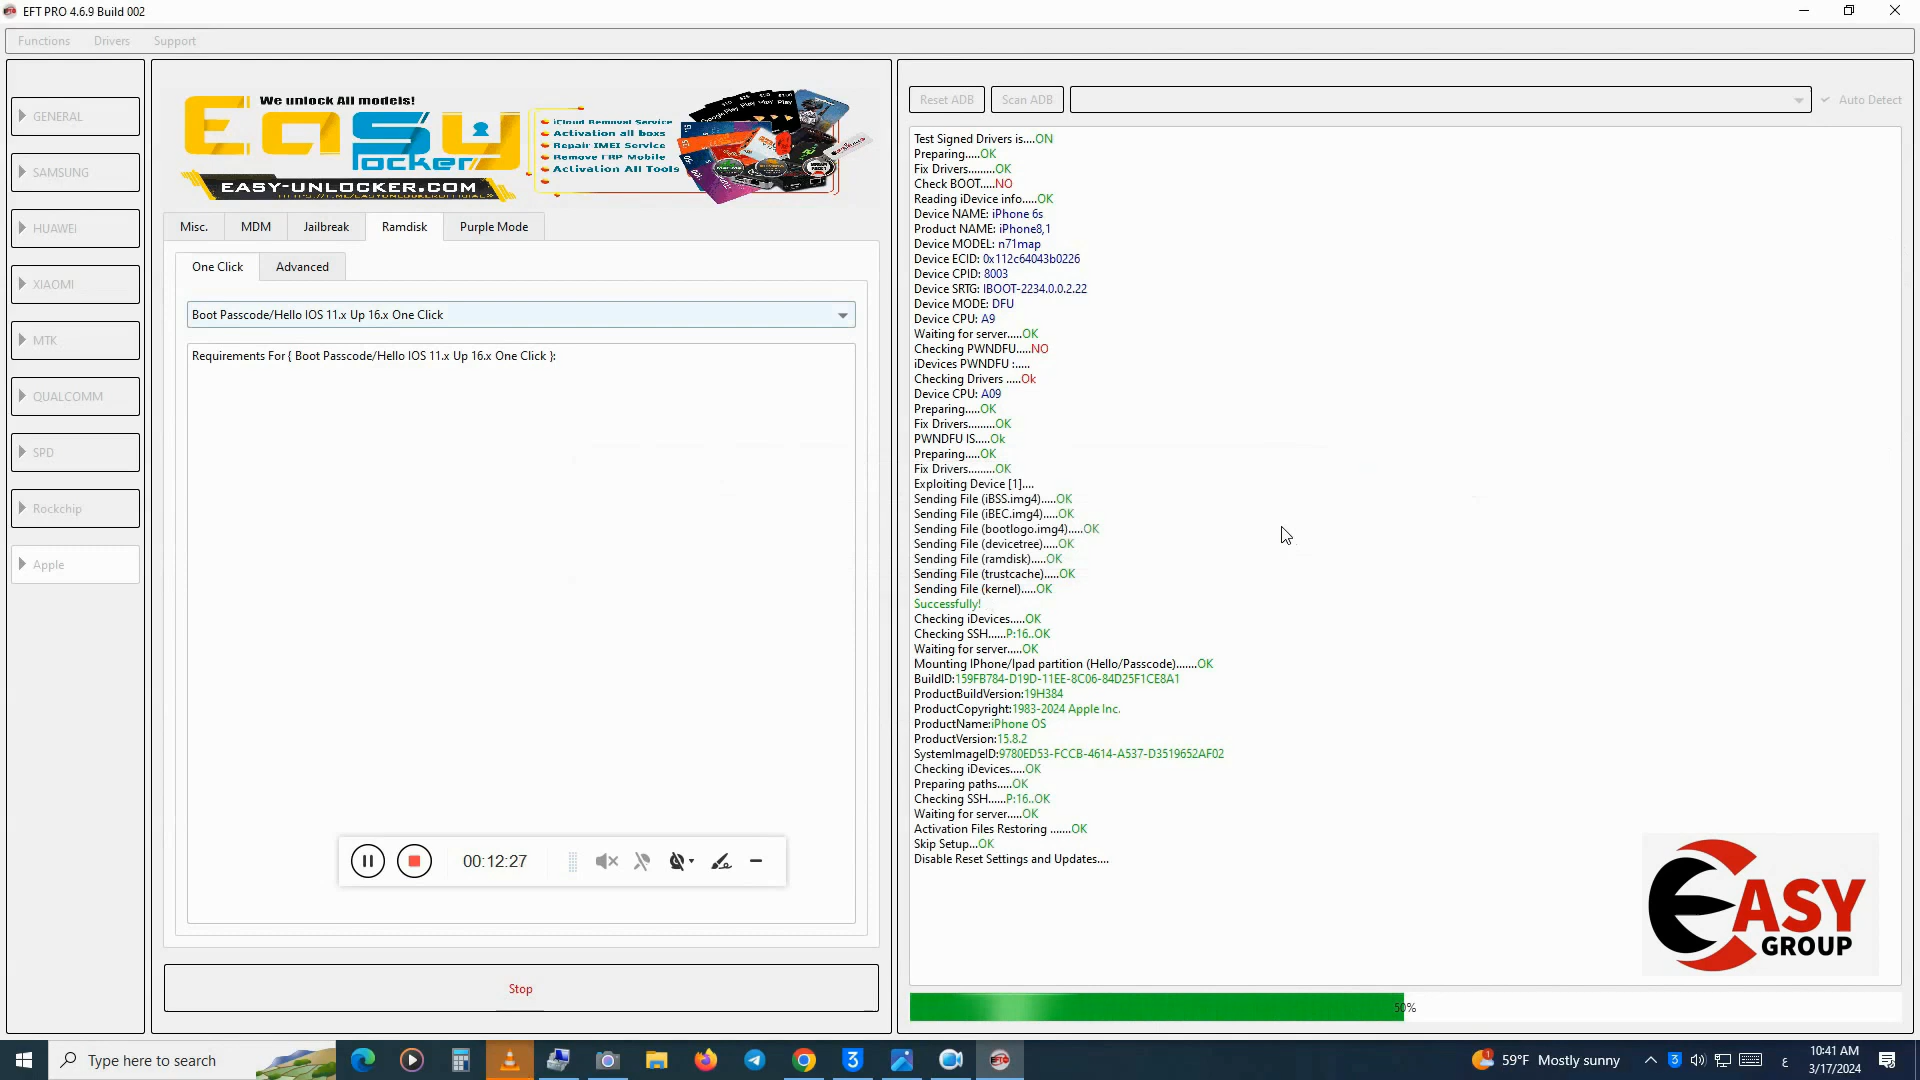 EFT PRO 4.6.9 Build 002
Functions Drivers Support
GENERAL
SAMSUNG
HUAWEI
XIAOMI
MTK
QUALCOMM
SPD
Rockchip
Apple
We unlock All models!
Easy
EASY-UNLOCKER.COM
iCloud Removal Service
Activation all boxs
Repair IMEI Service
Remove FRP Mobile
Activation All Tools
Misc. MDM Jailbreak Ramdisk Purple Mode
One Click Advanced
Boot Passcode/Hello IOS 11.x Up 16.x One Click
Requirements For { Boot Passcode/Hello IOS 11.x Up 16.x One Click }:
00:12:27
Stop
Reset ADB Scan ADB Auto Detect
Test Signed Drivers is....ON
Preparing.....OK
Fix Drivers.........OK
Check BOOT.....NO
Reading iDevice info.....OK
Device NAME: iPhone 6s
Product NAME: iPhone8,1
Device MODEL: n71map
Device ECID: 0x112c64043b0226
Device CPID: 8003
Device SRTG: IBOOT-2234.0.0.2.22
Device MODE: DFU
Device CPU: A9
Waiting for server.....OK
Checking PWNDFU.....NO
iDevices PWNDFU :.....
Checking Drivers .....Ok
Device CPU: A09
Preparing.....OK
Fix Drivers.........OK
PWNDFU IS.....Ok
Preparing.....OK
Fix Drivers.........OK
Exploiting Device [1]....
Sending File (iBSS.img4).....OK
Sending File (iBEC.img4).....OK
Sending File (bootlogo.img4).....OK
Sending File (devicetree).....OK
Sending File (ramdisk).....OK
Sending File (trustcache).....OK
Sending File (kernel).....OK
Successfully!
Checking iDevices.....OK
Checking SSH......P:16..OK
Waiting for server.....OK
Mounting IPhone/Ipad partition (Hello/Passcode).......OK
BuildID:159FB784-D19D-11EE-8C06-84D25F1CE8A1
ProductBuildVersion:19H384
ProductCopyright:1983-2024 Apple Inc.
ProductName:iPhone OS
ProductVersion:15.8.2
SystemImageID:9780ED53-FCCB-4614-A537-D3519652AF02
Checking iDevices.....OK
Preparing paths.....OK
Checking SSH......P:16..OK
Waiting for server.....OK
Activation Files Restoring .......OK
Skip Setup...OK
Disable Reset Settings and Updates....
EASY
GROUP
50%
Type here to search
59°F Mostly sunny
ع
10:41 AM
3/17/2024